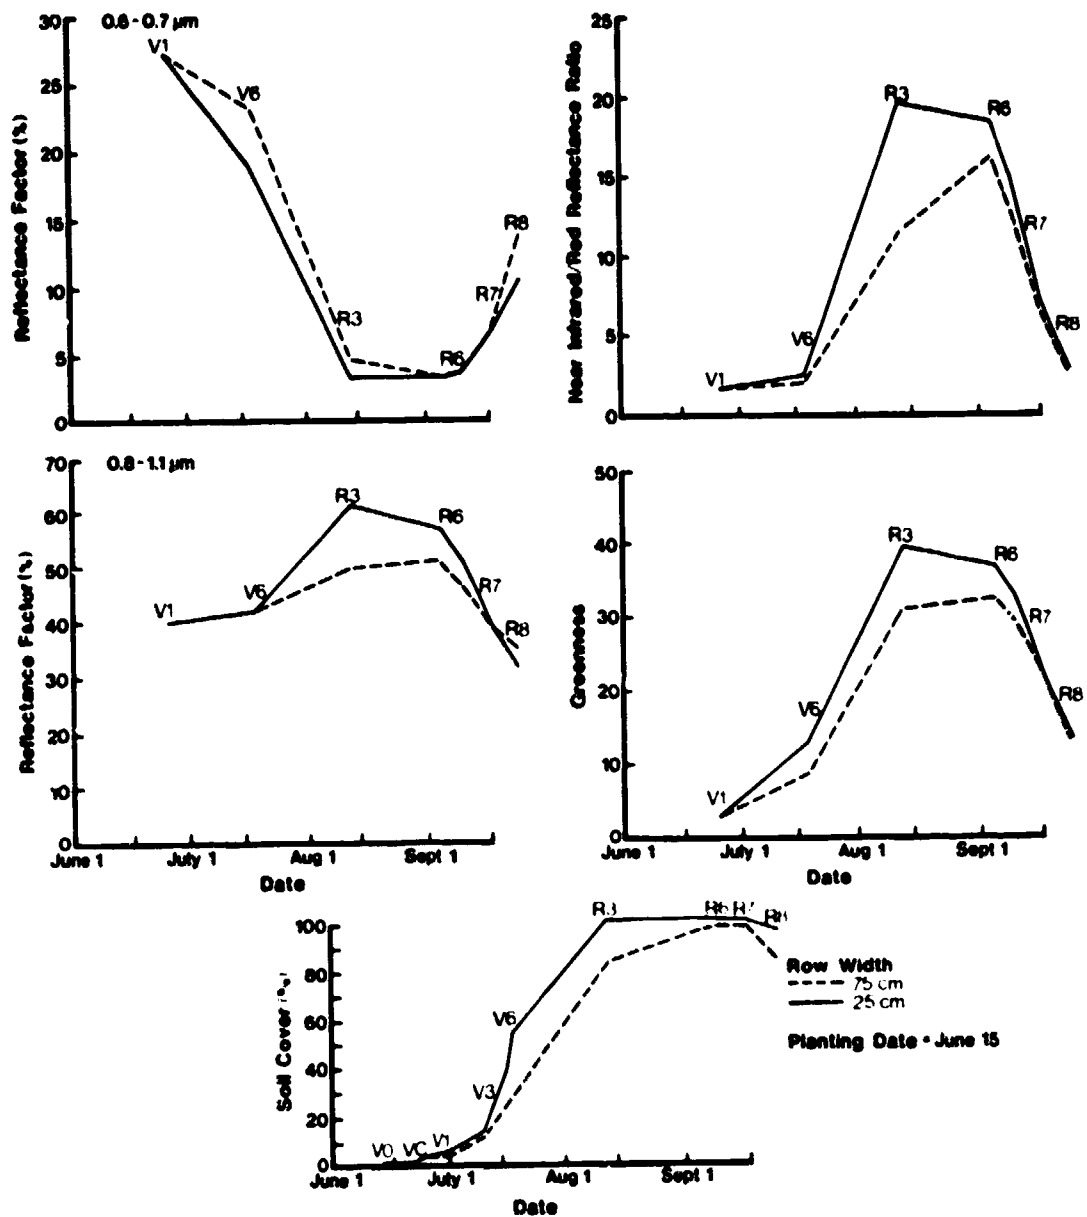 0.6-0.7 µm
Reflectance Factor (%)
30
25
20
15
10
5
0
V1
V6
R3
R6
R7
R8
Near Infrared/Red Reflectance Ratio
25
20
15
10
5
0
V1
V6
R3
R6
R7
R8
0.8-1.1 µm
Reflectance Factor (%)
70
60
50
40
30
20
10
0
V1
V6
R3
R6
R7
R8
June 1 July 1 Aug 1 Sept 1
Date
Greenness
50
40
30
20
10
0
V1
V6
R3
R6
R7
R8
June 1 July 1 Aug 1 Sept 1
Date
Soil Cover (%)
100
80
60
40
20
0
V0 VC V1
V3
V6
R3
R6 R7 R8
June 1 July 1 Aug 1 Sept 1
Date
Row Width
75 cm
25 cm
Planting Date = June 15